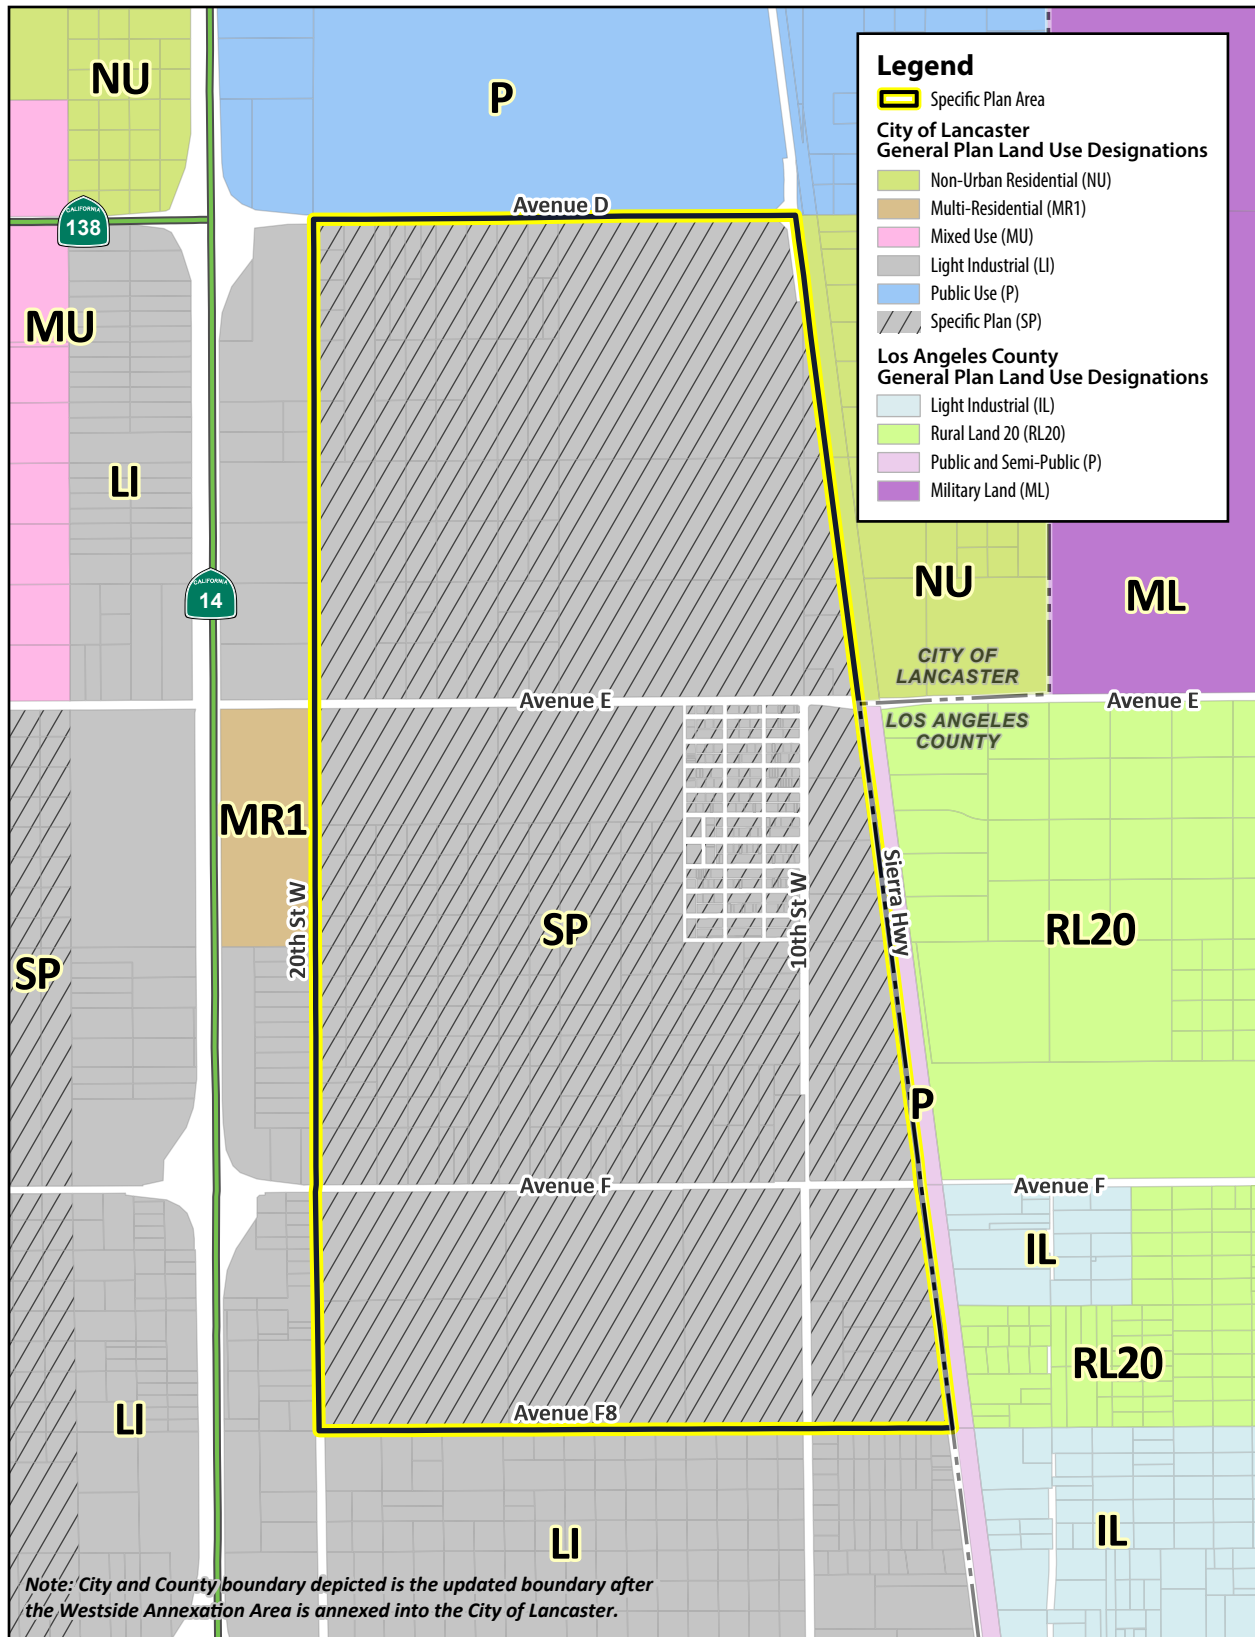 Legend
Specific Plan Area
City of Lancaster
General Plan Land Use Designations
Non-Urban Residential (NU)
Multi-Residential (MR1)
Mixed Use (MU)
Light Industrial (LI)
Public Use (P)
Specific Plan (SP)
Los Angeles County
General Plan Land Use Designations
Light Industrial (IL)
Rural Land 20 (RL20)
Public and Semi-Public (P)
Military Land (ML)
NU
P
Avenue D
CALIFORNIA
138
MU
LI
CALIFORNIA
14
NU
ML
CITY OF
LANCASTER
Avenue E
Avenue E
LOS ANGELES
COUNTY
MR1
Sierra Hwy
20th St W
SP
10th St W
RL20
SP
P
Avenue F
Avenue F
IL
RL20
LI
Avenue F8
IL
LI
Note: City and County boundary depicted is the updated boundary after
the Westside Annexation Area is annexed into the City of Lancaster.